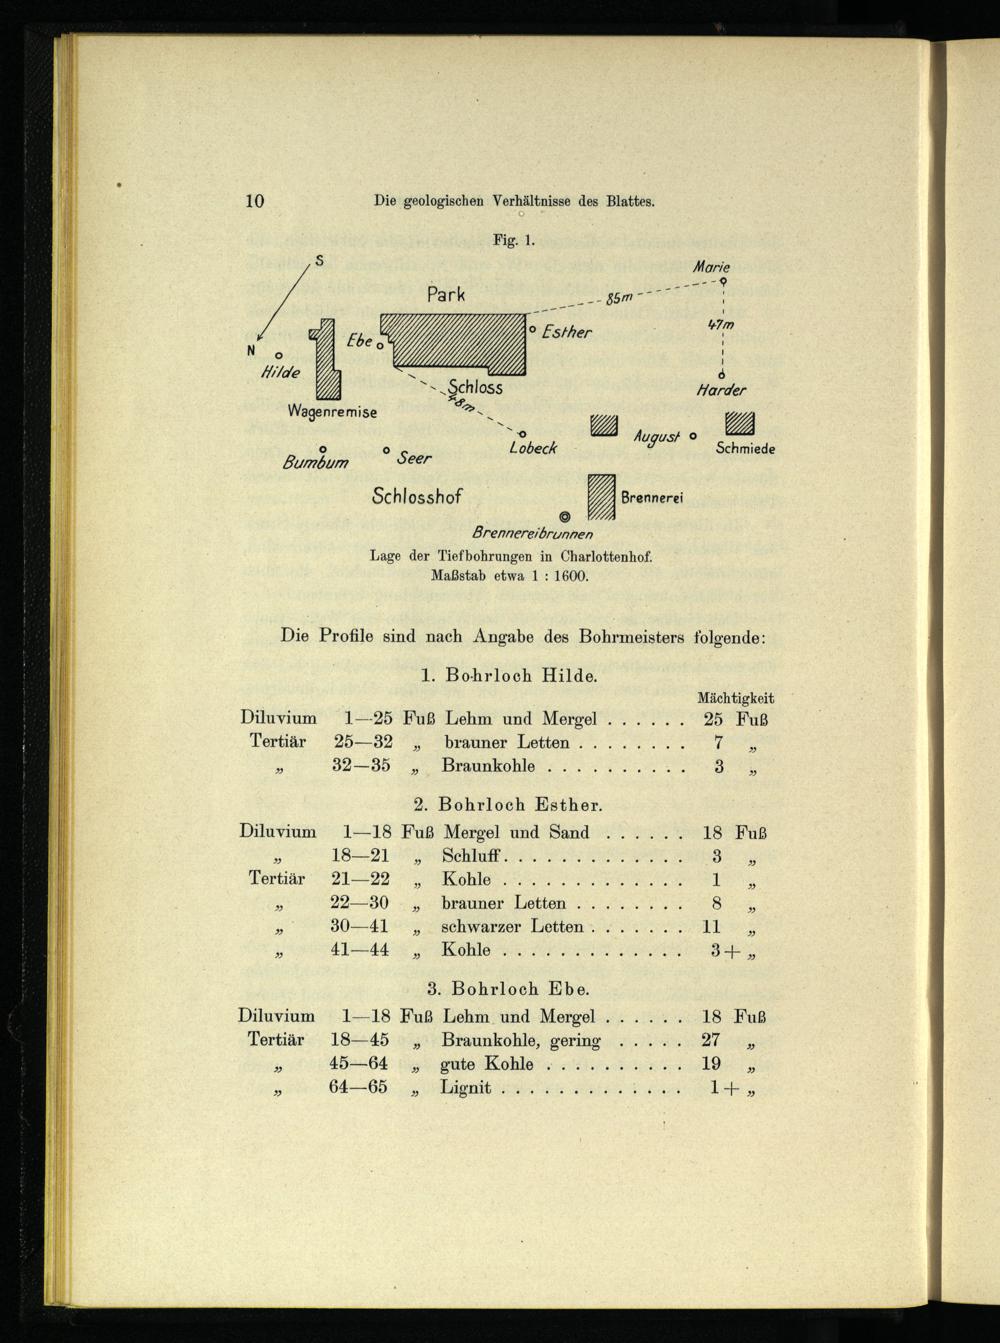 10 Die geologischen Verhältnisse des Blattes.
Fig. 1.
S
Marie
Park
85m
47m
Esther
Ebe
N
Hilde
Schloss
Harder
Wagenremise
48m
August
Lobeck
Schmiede
Bumbum
Seer
Schlosshof
Brennerei
Brennereibrunnen
Lage der Tiefbohrungen in Charlottenhof.
Maßstab etwa 1 : 1600.
Die Profile sind nach Angabe des Bohrmeisters folgende:
1. Bohrloch Hilde.
Mächtigkeit
Diluvium 1—25 Fuß Lehm und Mergel . . . . . . 25 Fuß
Tertiär 25—32 „ brauner Letten . . . . . . . . 7 „
„ 32—35 „ Braunkohle . . . . . . . . . . 3 „
2. Bohrloch Esther.
Diluvium 1—18 Fuß Mergel und Sand . . . . . . 18 Fuß
„ 18—21 „ Schluff . . . . . . . . . . . . . 3 „
Tertiär 21—22 „ Kohle . . . . . . . . . . . . . 1 „
„ 22—30 „ brauner Letten . . . . . . . . 8 „
„ 30—41 „ schwarzer Letten . . . . . . . 11 „
„ 41—44 „ Kohle . . . . . . . . . . . . . 3+ „
3. Bohrloch Ebe.
Diluvium 1—18 Fuß Lehm und Mergel . . . . . . 18 Fuß
Tertiär 18—45 „ Braunkohle, gering . . . . . 27 „
„ 45—64 „ gute Kohle . . . . . . . . . . 19 „
„ 64—65 „ Lignit . . . . . . . . . . . . . 1+ „